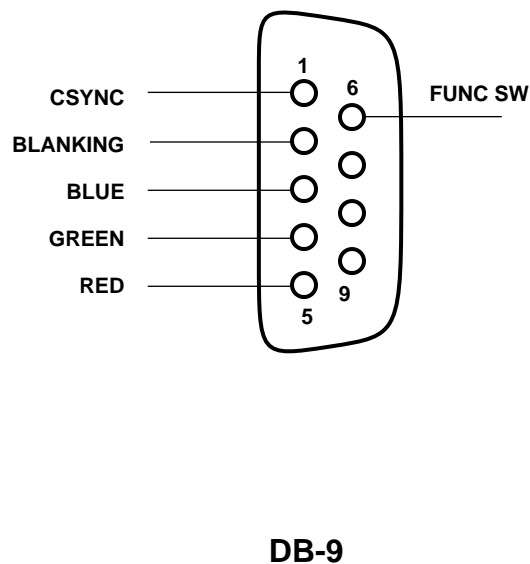 1
6
CSYNC
FUNC SW
BLANKING
BLUE
GREEN
RED
9
5
DB-9